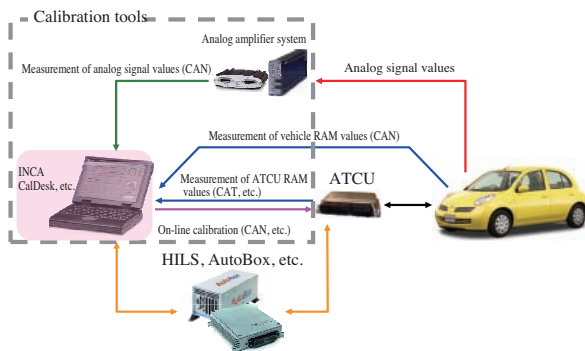 Calibration tools
Analog amplifier system
Measurement of analog signal values (CAN)
Analog signal values
Measurement of vehicle RAM values (CAN)
INCA
CalDesk, etc.
Measurement of ATCU RAM
values (CAT, etc.)
ATCU
On-line calibration (CAN, etc.)
HILS, AutoBox, etc.
AutoBox